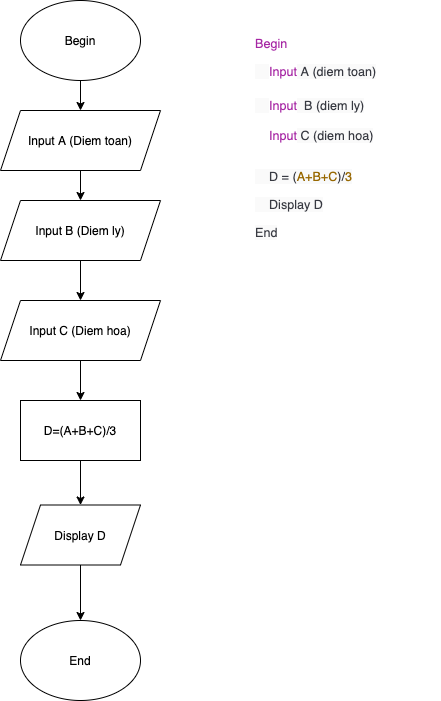 Begin
Input A (Diem toan)
Input B (Diem ly)
Input C (Diem hoa)
D=(A+B+C)/3
Display D
End
Begin
Input A (diem toan)
Input  B (diem ly)
Input C (diem hoa)
D = (A+B+C)/3
Display D
End